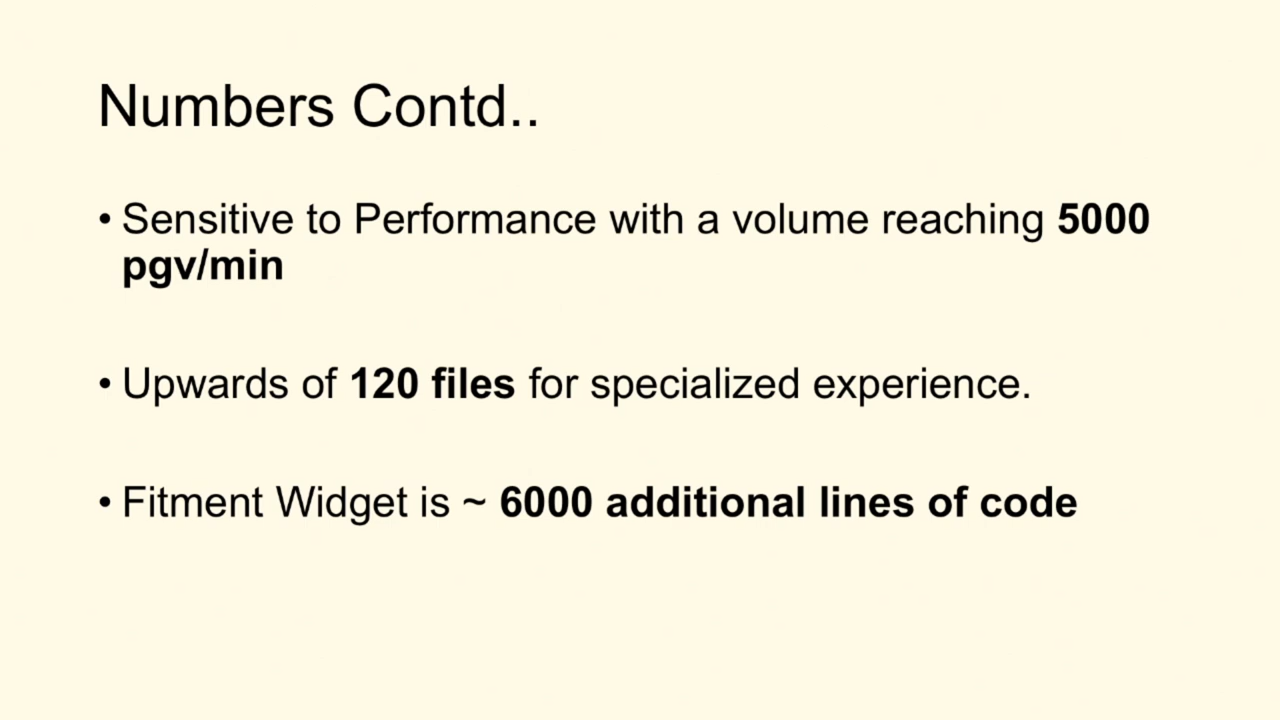 Numbers Contd..
• Sensitive to Performance with a volume reaching 5000
pgv/min
• Upwards of 120 files for specialized experience.
• Fitment Widget is ~ 6000 additional lines of code